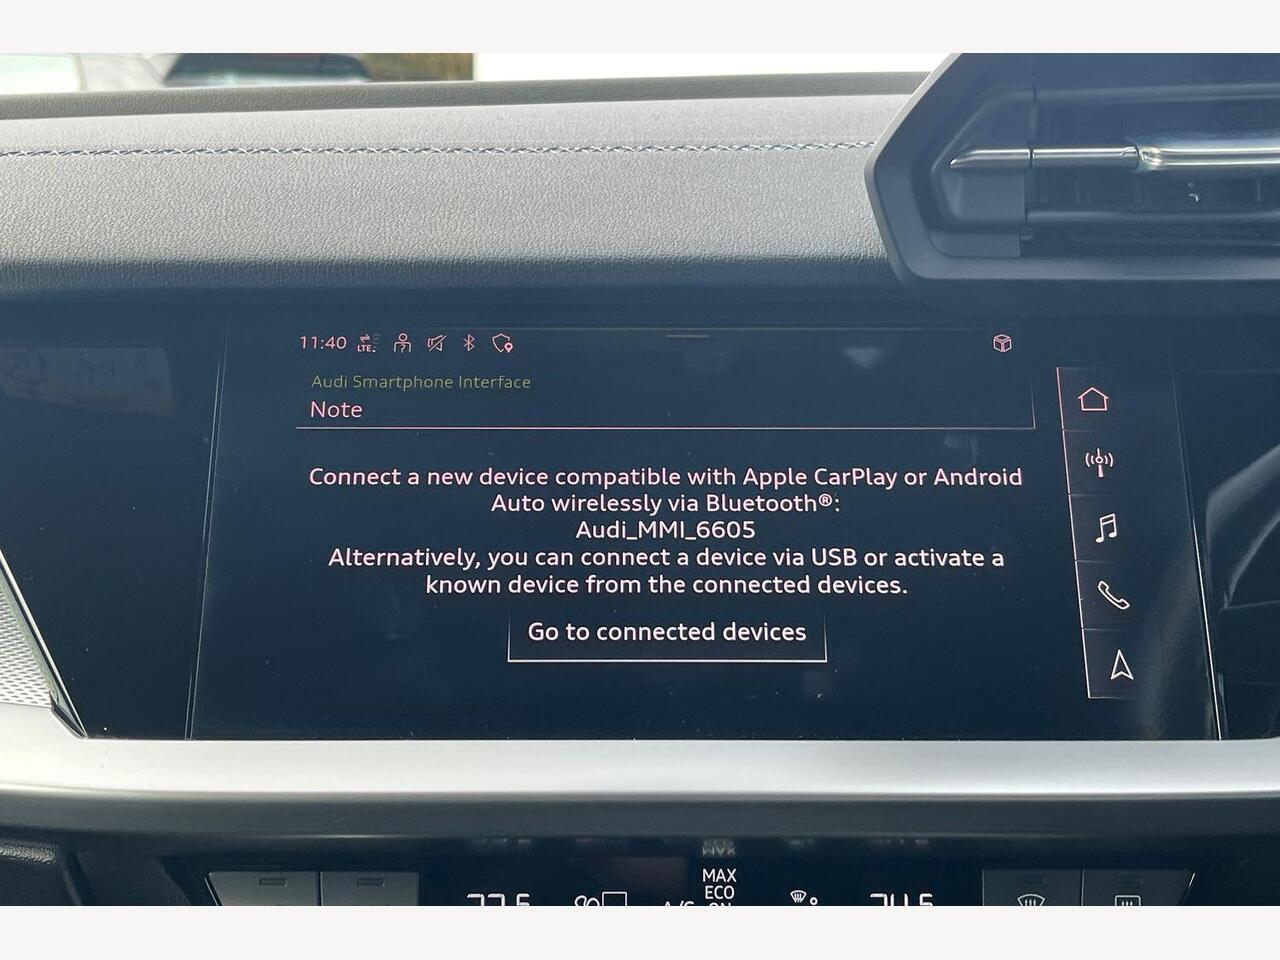 11:40 LTE
Audi Smartphone Interface
Note
Connect a new device compatible with Apple CarPlay or Android
Auto wirelessly via Bluetooth®:
Audi_MMI_6605
Alternatively, you can connect a device via USB or activate a
known device from the connected devices.
Go to connected devices
MAX
ECO